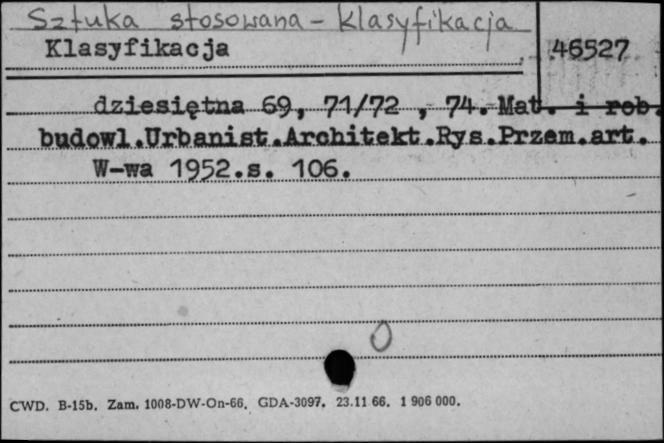 Sztuka stosowana - klasyfikacja
Klasyfikacja
46527
dziesiętna 69, 71/72 , 74. Mat. i rob.
budowl.Urbanist.Architekt.Rys.Przem.art.
W-wa 1952.s. 106.
0
CWD. B-15b. Zam. 1008-DW-On-66. GDA-3097. 23.11 66. 1 906 000.